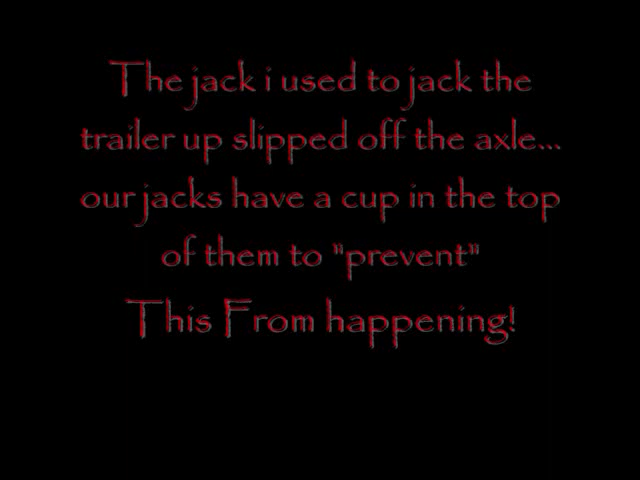 The jack i used to jack the
trailer up slipped off the axle...
our jacks have a cup in the top
of them to "prevent"
This From happening!